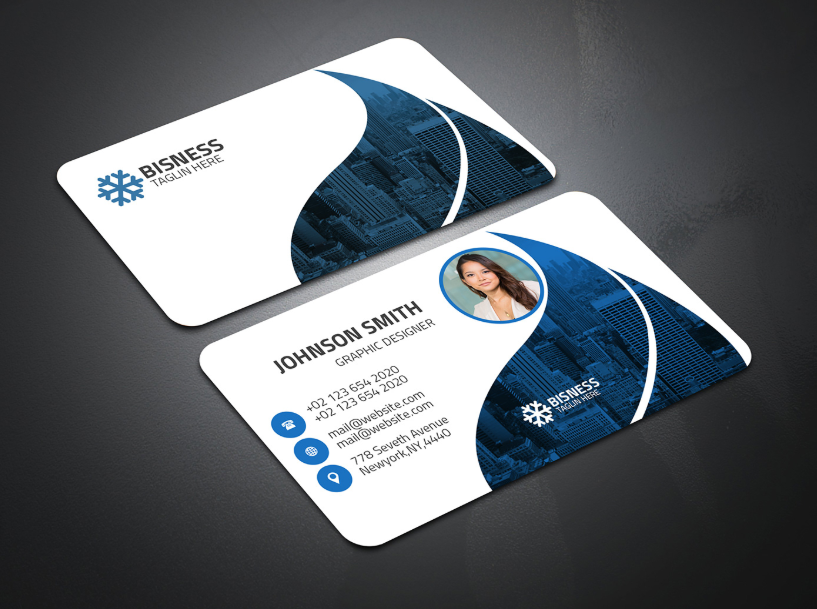 BISNESS
TAGLIN HERE
JOHNSON SMITH
GRAPHIC DESIGNER
+02 123 654 2020
+02 123 654 2020
mail@website.com
mail@website.com
778 Seveth Avenue
Newyork,NY,4440
BISNESS
TAGLIN HERE